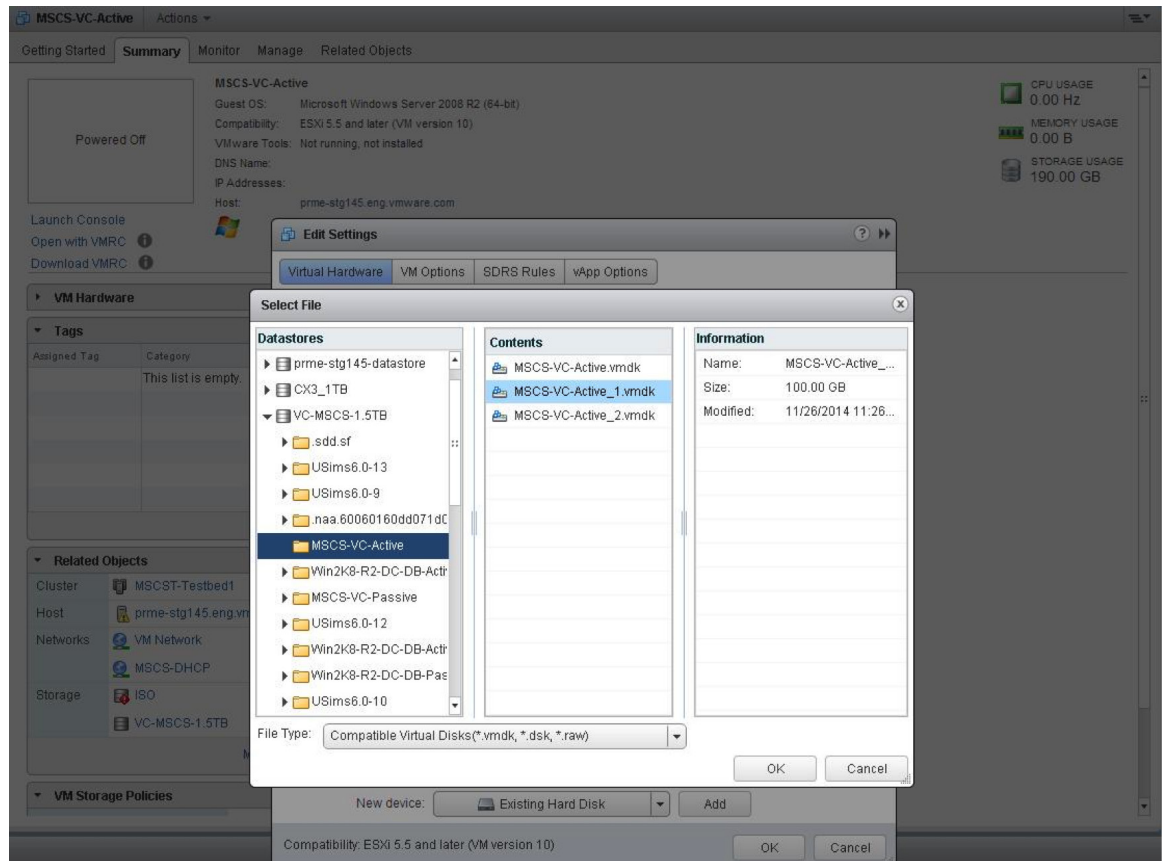 MSCS-VC-Active Actions
Getting Started Summary Monitor Manage Related Objects
MSCS-VC-Active
Guest OS: Microsoft Windows Server 2008 R2 (64-bit)
Compatibility: ESXi 5.5 and later (VM version 10)
VMware Tools: Not running, not installed
DNS Name:
IP Addresses:
Host: prme-stg145.eng.vmware.com
Powered Off
CPU USAGE
0.00 Hz
MEMORY USAGE
0.00 B
STORAGE USAGE
190.00 GB
Launch Console
Open with VMRC
Download VMRC
VM Hardware
Tags
Assigned Tag Category
This list is empty.
Related Objects
Cluster MSCST-Testbed1
Host prme-stg145.eng.vm
Networks VM Network
MSCS-DHCP
Storage ISO
VC-MSCS-1.5TB
VM Storage Policies
Edit Settings
Virtual Hardware VM Options SDRS Rules vApp Options
Select File
Datastores
prme-stg145-datastore
CX3_1TB
VC-MSCS-1.5TB
.sdd.sf
USims6.0-13
USims6.0-9
.naa.60060160dd071d0
MSCS-VC-Active
Win2K8-R2-DC-DB-Acti
MSCS-VC-Passive
USims6.0-12
Win2K8-R2-DC-DB-Acti
Win2K8-R2-DC-DB-Pas
USims6.0-10
Contents
MSCS-VC-Active.vmdk
MSCS-VC-Active_1.vmdk
MSCS-VC-Active_2.vmdk
Information
Name: MSCS-VC-Active_...
Size: 100.00 GB
Modified: 11/26/2014 11:26...
File Type: Compatible Virtual Disks(*.vmdk, *.dsk, *.raw)
OK Cancel
New device: Existing Hard Disk Add
Compatibility: ESXi 5.5 and later (VM version 10)
OK Cancel